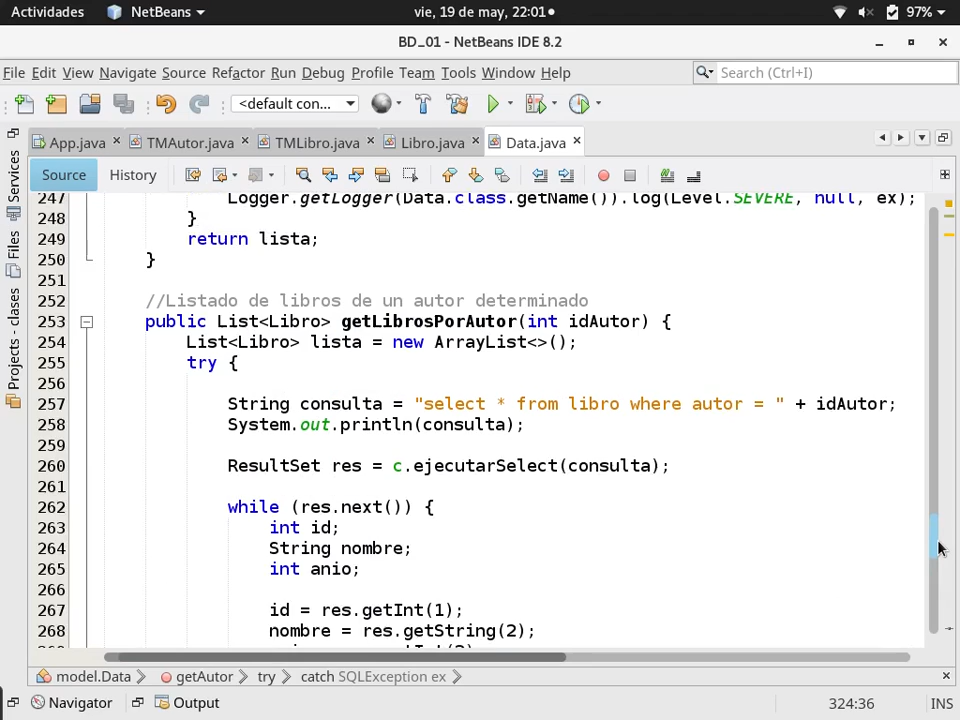 Actividades NetBeans vie, 19 de may, 22:01 97%
BD_01 - NetBeans IDE 8.2
File Edit View Navigate Source Refactor Run Debug Profile Team Tools Window Help Search (Ctrl+I)
<default con...
App.java TMAutor.java TMLibro.java Libro.java Data.java
Source History
Services
Files
Projects - clases
247 Logger.getLogger(Data.class.getName()).log(Level.SEVERE, null, ex);
248 }
249 return lista;
250 }
251
252 //Listado de libros de un autor determinado
253 public List<Libro> getLibrosPorAutor(int idAutor) {
254 List<Libro> lista = new ArrayList<>();
255 try {
256
257 String consulta = "select * from libro where autor = " + idAutor;
258 System.out.println(consulta);
259
260 ResultSet res = c.ejecutarSelect(consulta);
261
262 while (res.next()) {
263 int id;
264 String nombre;
265 int anio;
266
267 id = res.getInt(1);
268 nombre = res.getString(2);
model.Data getAutor try catch SQLException ex
Navigator Output 324:36 INS